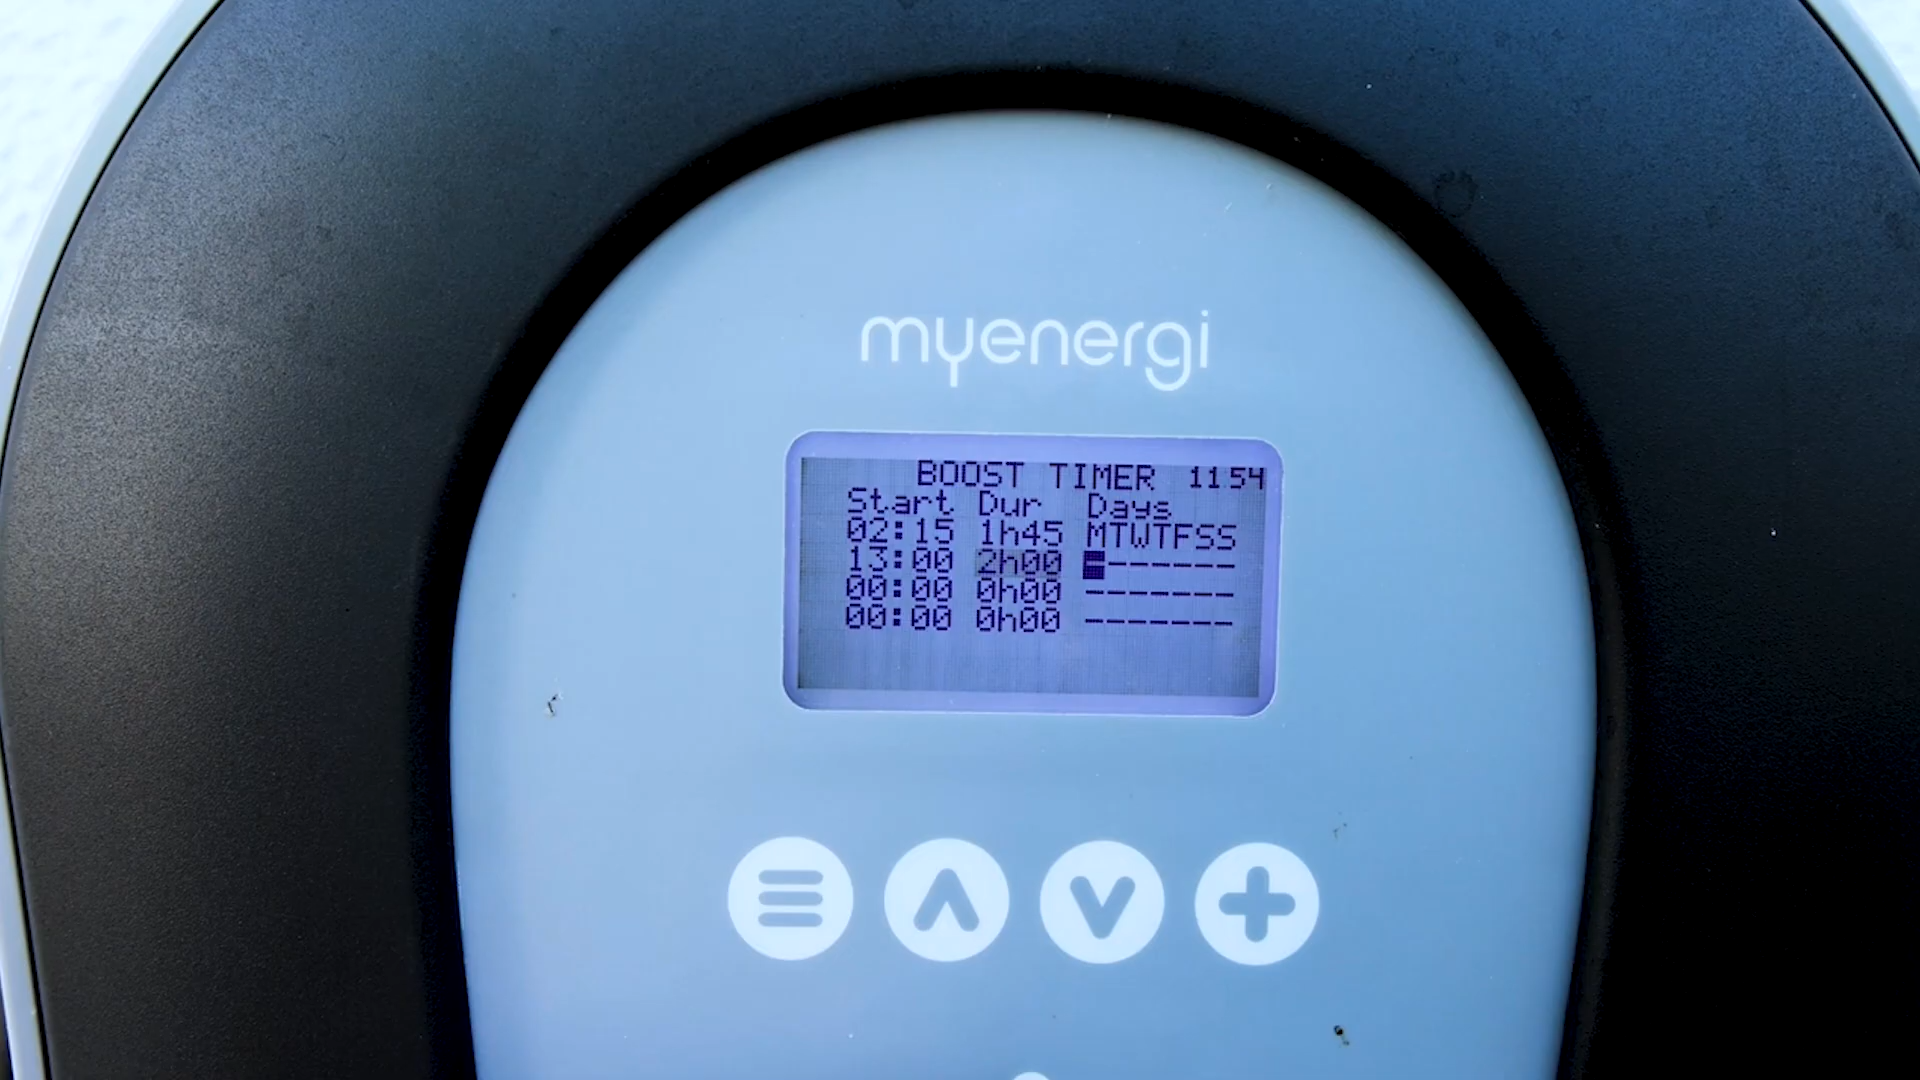 myenergi
BOOST TIMER 11:54
Start Dur Days
02:15 1h45 MTWTFSS
13:00 2h00 -------
00:00 0h00 -------
00:00 0h00 -------